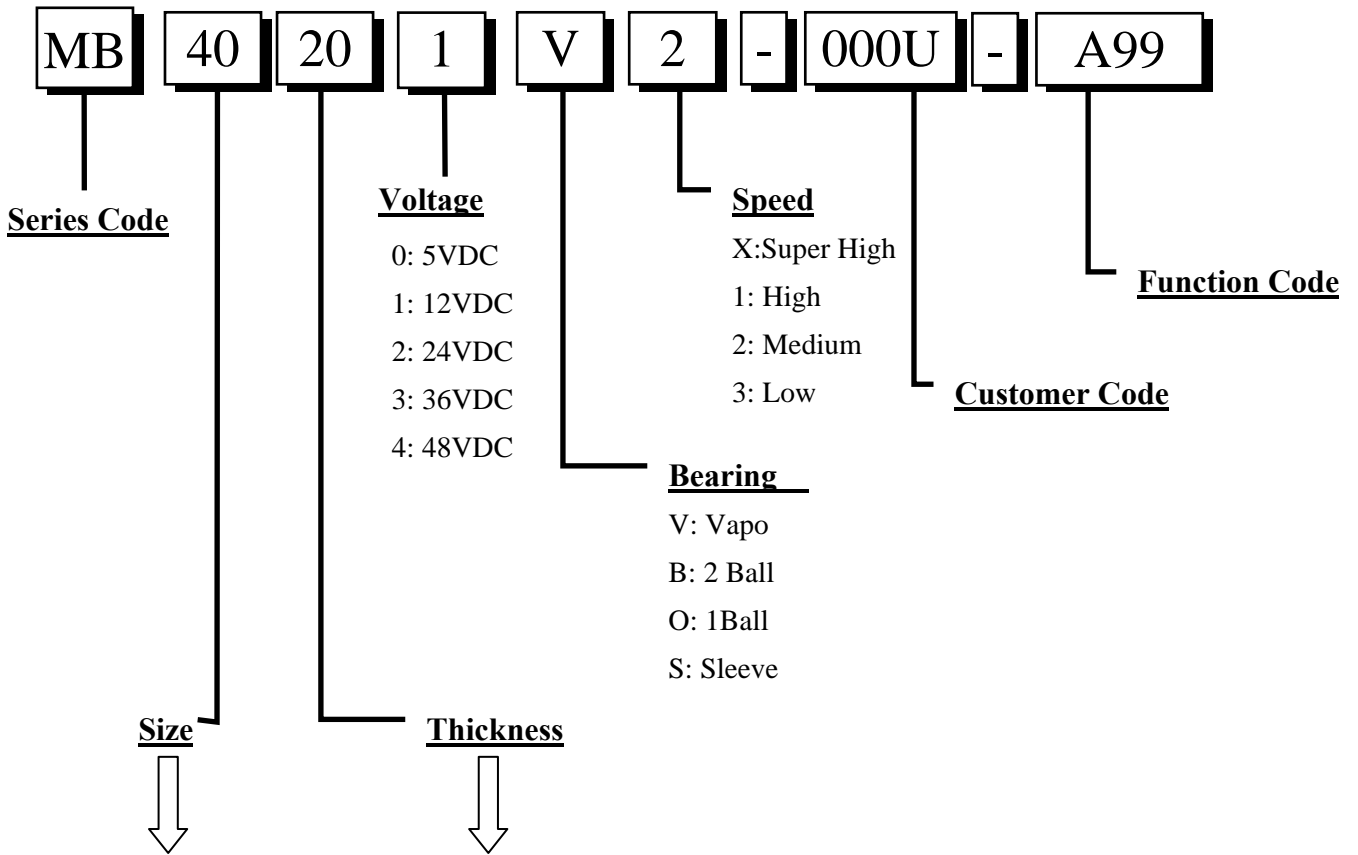 MB 40 20 1 V 2 - 000U - A99
Series Code
Voltage
0: 5VDC
1: 12VDC
2: 24VDC
3: 36VDC
4: 48VDC
Speed
X:Super High
1: High
2: Medium
3: Low
Function Code
Customer Code
Bearing
V: Vapo
B: 2 Ball
O: 1Ball
S: Sleeve
Size
Thickness